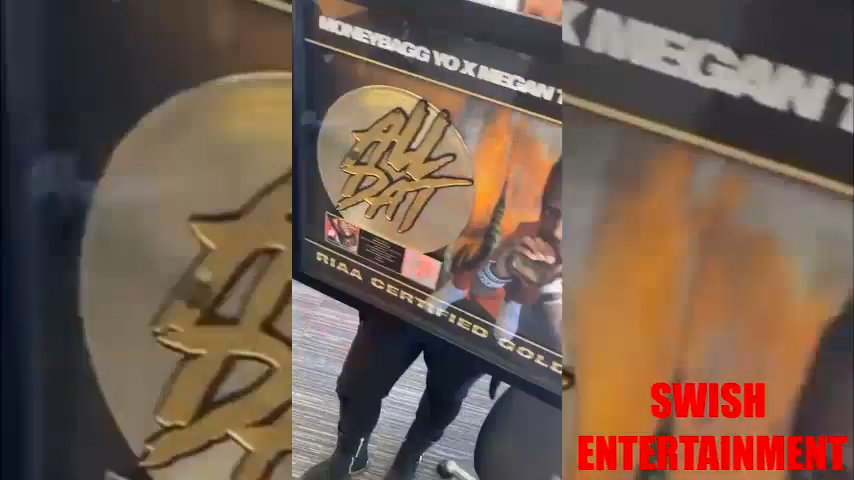 MONEYBAGG YO X MEGAN T
ALL
DAT
RIAA CERTIFIED GOLD
X MEGAN T
SWISH
ENTERTAINMENT